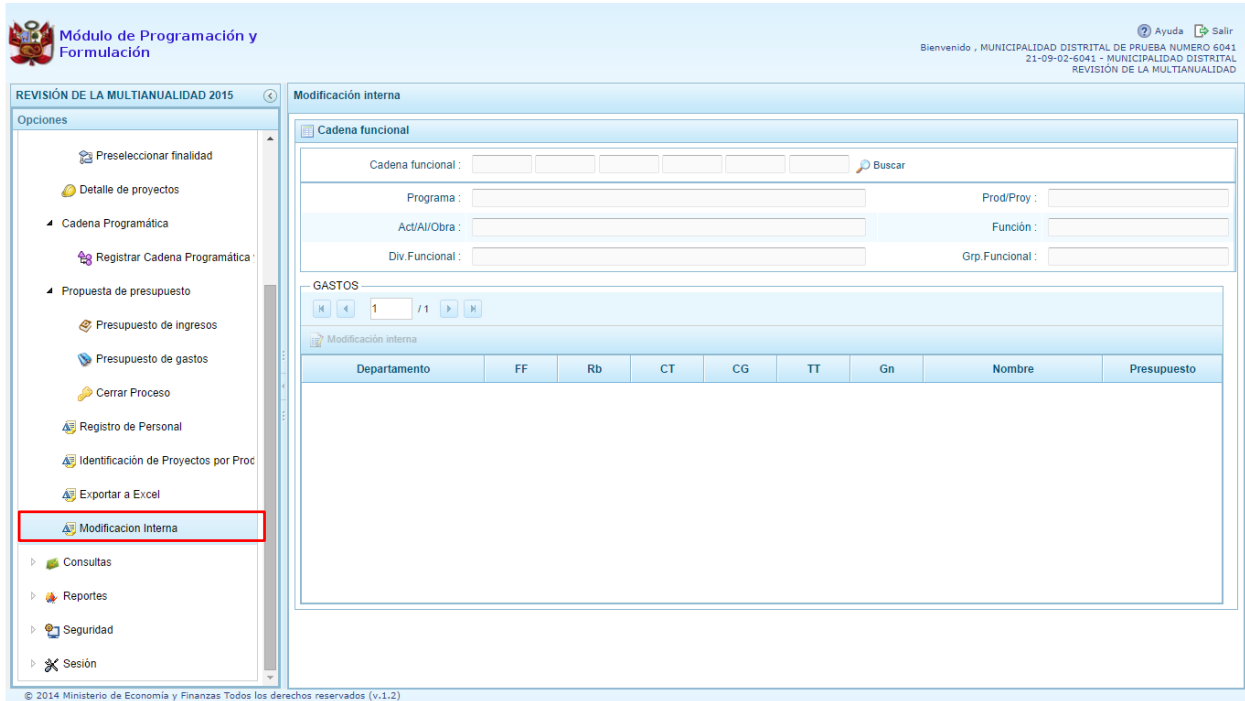 Módulo de Programación y
Formulación
Ayuda Salir
Bienvenido , MUNICIPALIDAD DISTRITAL DE PRUEBA NUMERO 6041
21-09-02-6041 - MUNICIPALIDAD DISTRITAL
REVISIÓN DE LA MULTIANUALIDAD
REVISIÓN DE LA MULTIANUALIDAD 2015
Opciones
Preseleccionar finalidad
Detalle de proyectos
Cadena Programática
Registrar Cadena Programática
Propuesta de presupuesto
Presupuesto de ingresos
Presupuesto de gastos
Cerrar Proceso
Registro de Personal
Identificación de Proyectos por Prod
Exportar a Excel
Modificacion Interna
Consultas
Reportes
Seguridad
Sesión
Modificación interna
Cadena funcional
Cadena funcional : Buscar
Programa : Prod/Proy :
Act/AI/Obra : Función :
Div.Funcional : Grp.Funcional :
GASTOS
1 / 1
Modificación interna
Departamento FF Rb CT CG TT Gn Nombre Presupuesto
© 2014 Ministerio de Economía y Finanzas Todos los derechos reservados (v.1.2)